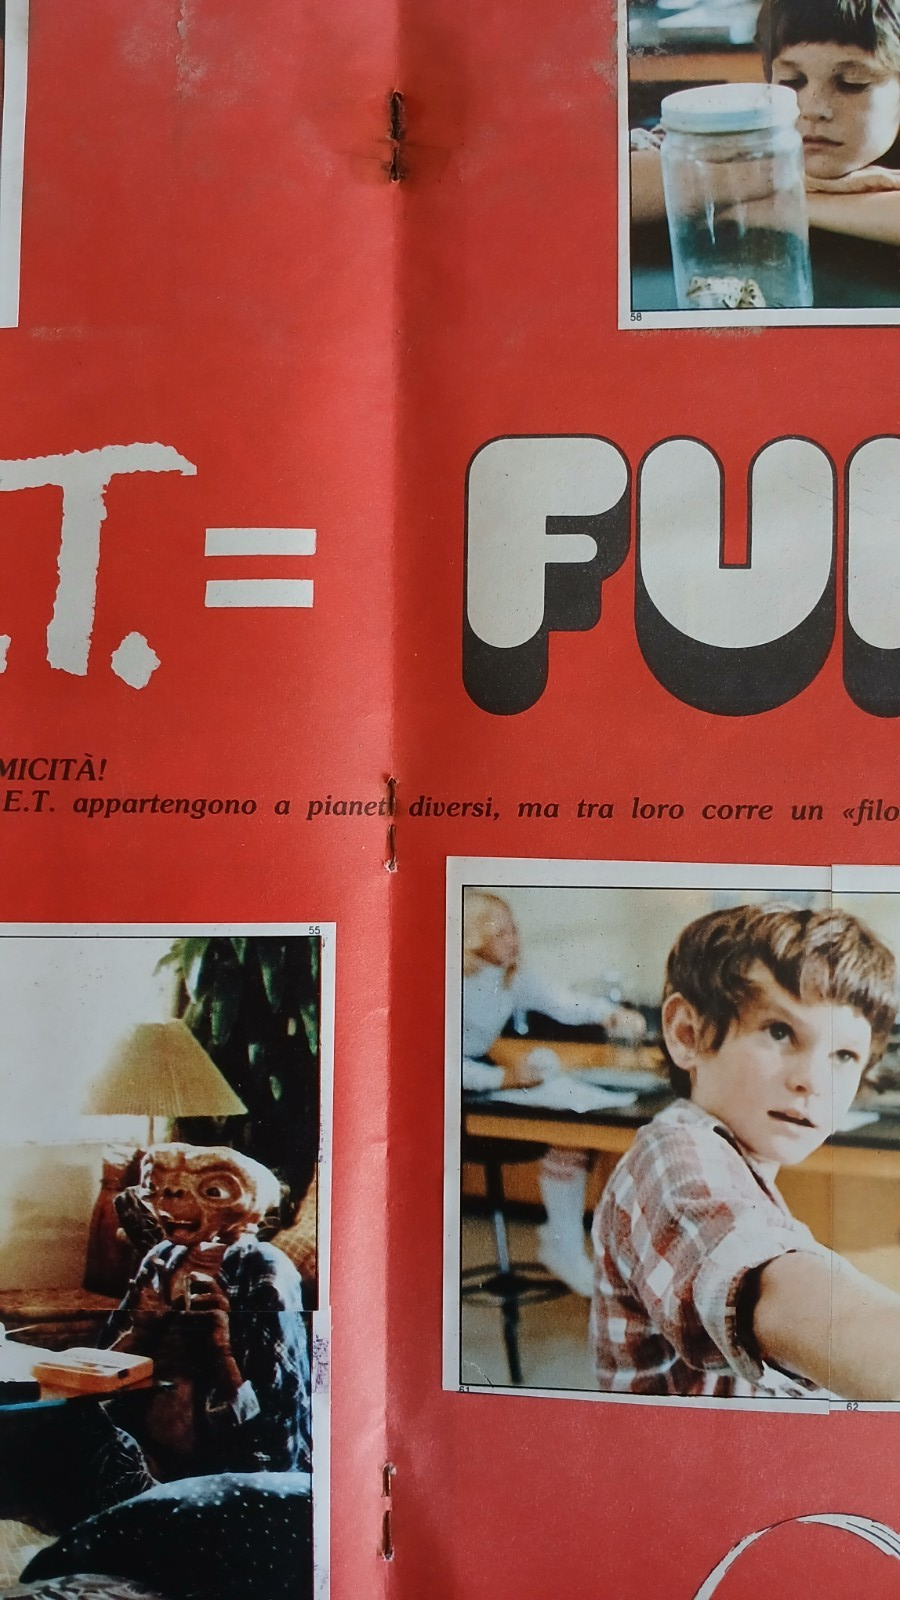 58
.T. = FU
MICITÀ!
E.T. appartengono a pianeti diversi, ma tra loro corre un «filo
55
61
62